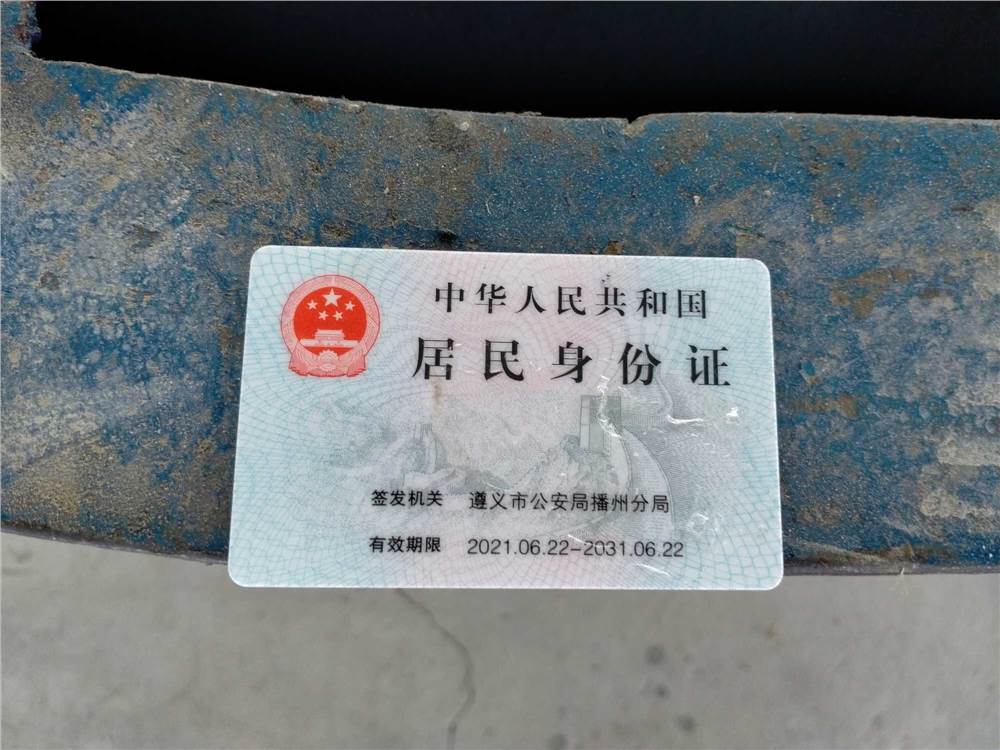 中华人民共和国
居民身份证
签发机关 遵义市公安局播州分局
有效期限 2021.06.22-2031.06.22